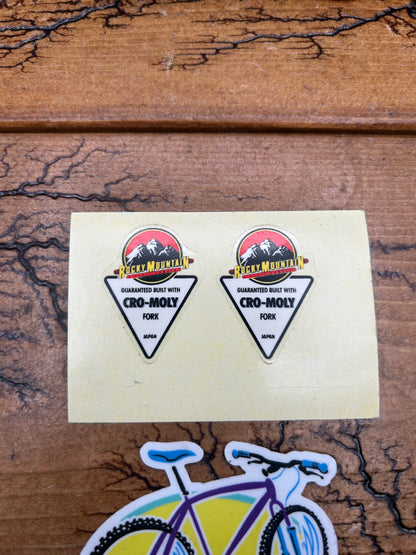 ROCKY MOUNTAIN
GUARANTEED BUILT WITH
CRO-MOLY
FORK
JAPAN
ROCKY MOUNTAIN
GUARANTEED BUILT WITH
CRO-MOLY
FORK
JAPAN